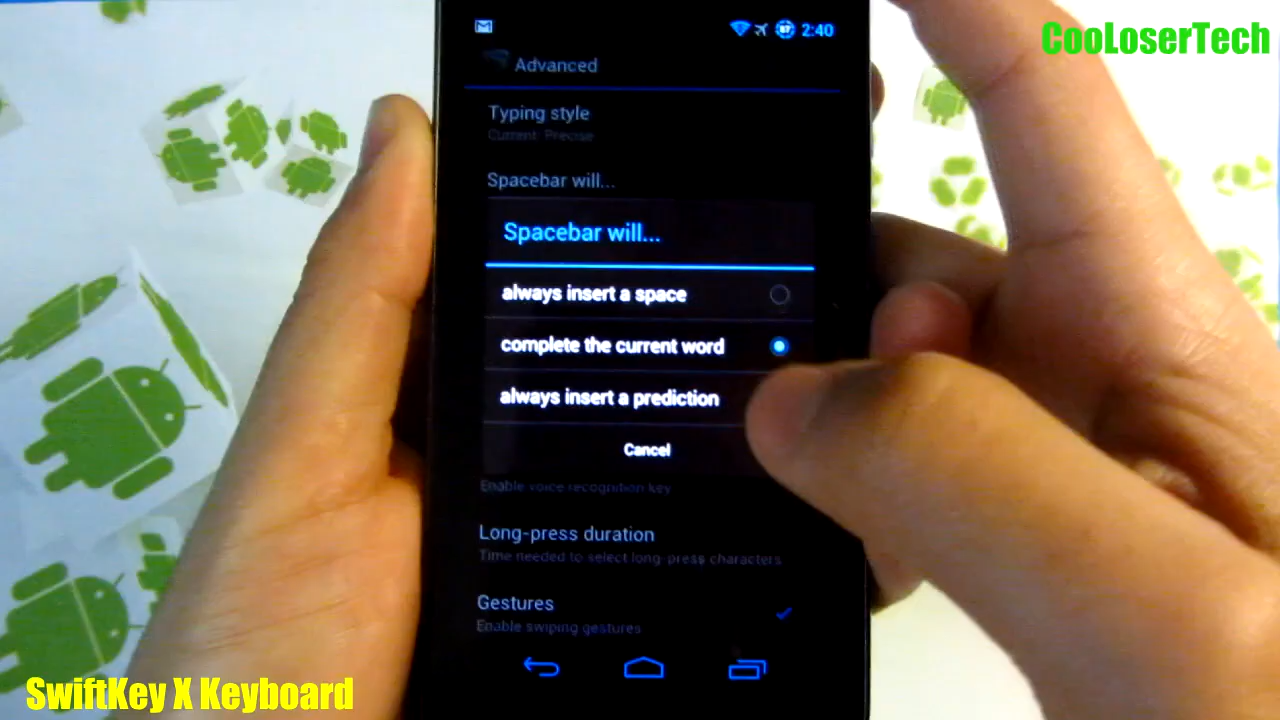 2:40
CooLoserTech
Advanced
Typing style
Current: Precise
Spacebar will...
Spacebar will...
always insert a space
complete the current word
always insert a prediction
Cancel
Enable voice recognition key
Long-press duration
Time needed to select long-press characters
Gestures
Enable swiping gestures
SwiftKey X Keyboard